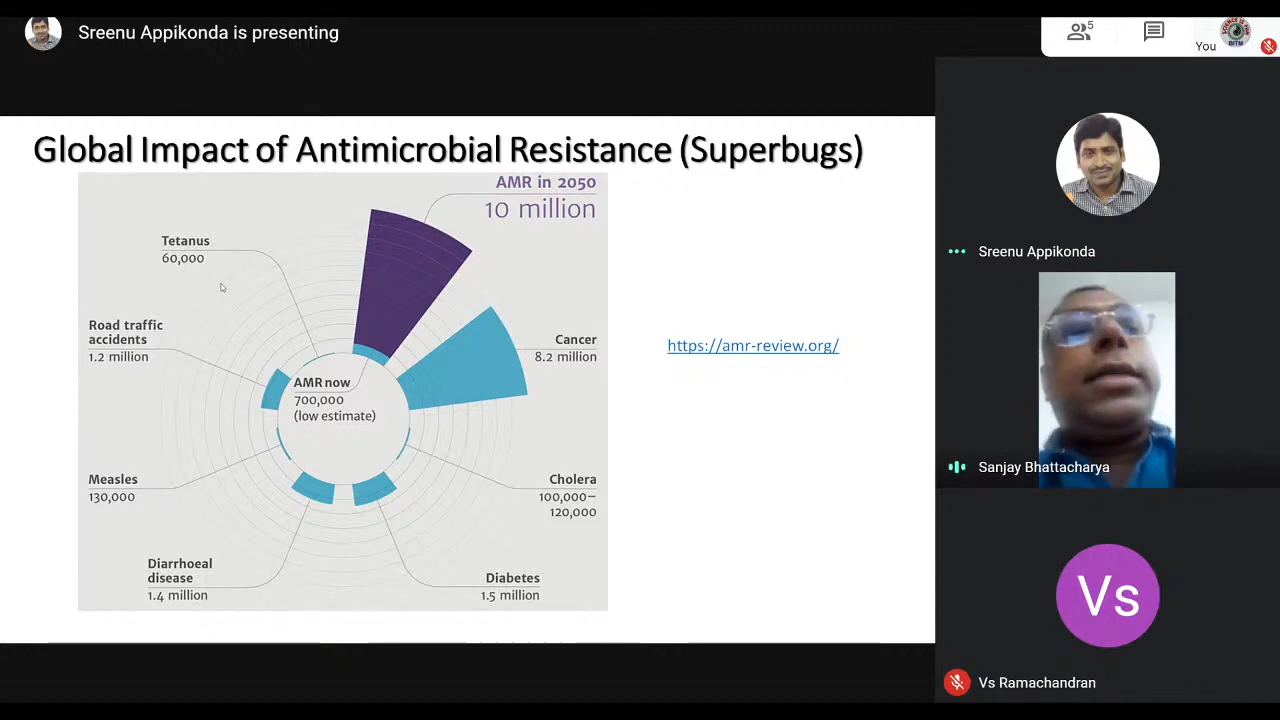 Sreenu Appikonda is presenting
5
You
Global Impact of Antimicrobial Resistance (Superbugs)
AMR in 2050
10 million
Tetanus
60,000
Road traffic
accidents
1.2 million
Cancer
8.2 million
AMR now
700,000
(low estimate)
https://amr-review.org/
Measles
130,000
Cholera
100,000–
120,000
Diarrhoeal
disease
1.4 million
Diabetes
1.5 million
Sreenu Appikonda
Sanjay Bhattacharya
Vs
Vs Ramachandran